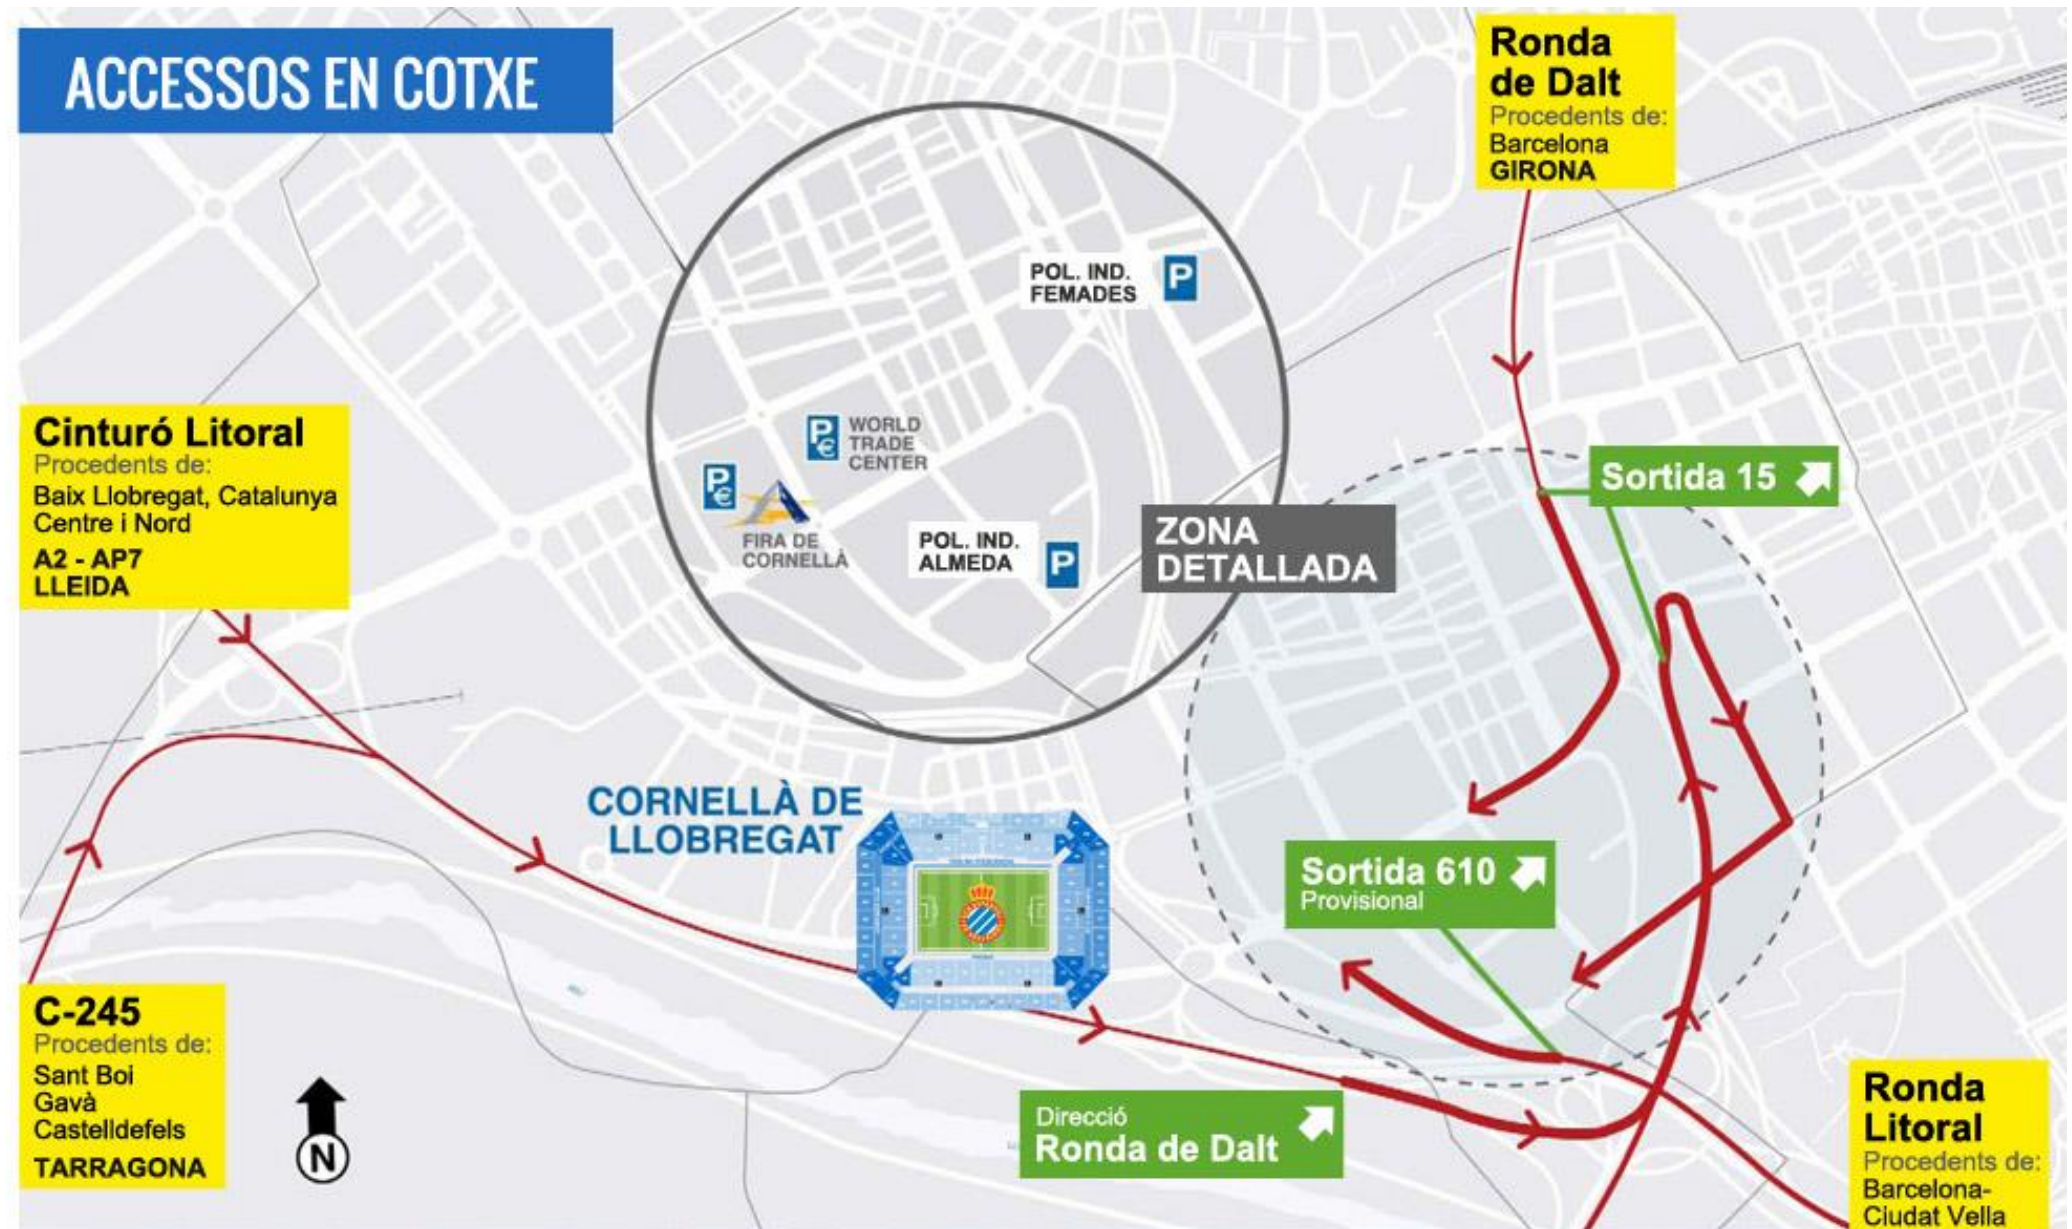 ACCESSOS EN COTXE
Ronda
de Dalt
Procedents de:
Barcelona
GIRONA
POL. IND.
FEMADES
P
Cinturó Litoral
Procedents de:
Baix Llobregat, Catalunya
Centre i Nord
A2 - AP7
LLEIDA
P€
WORLD
TRADE
CENTER
P€
FIRA DE
CORNELLÀ
POL. IND.
ALMEDA
P
ZONA
DETALLADA
Sortida 15
CORNELLÀ DE
LLOBREGAT
Sortida 610
Provisional
C-245
Procedents de:
Sant Boi
Gavà
Castelldefels
TARRAGONA
N
Direcció
Ronda de Dalt
Ronda
Litoral
Procedents de:
Barcelona-
Ciudat Vella